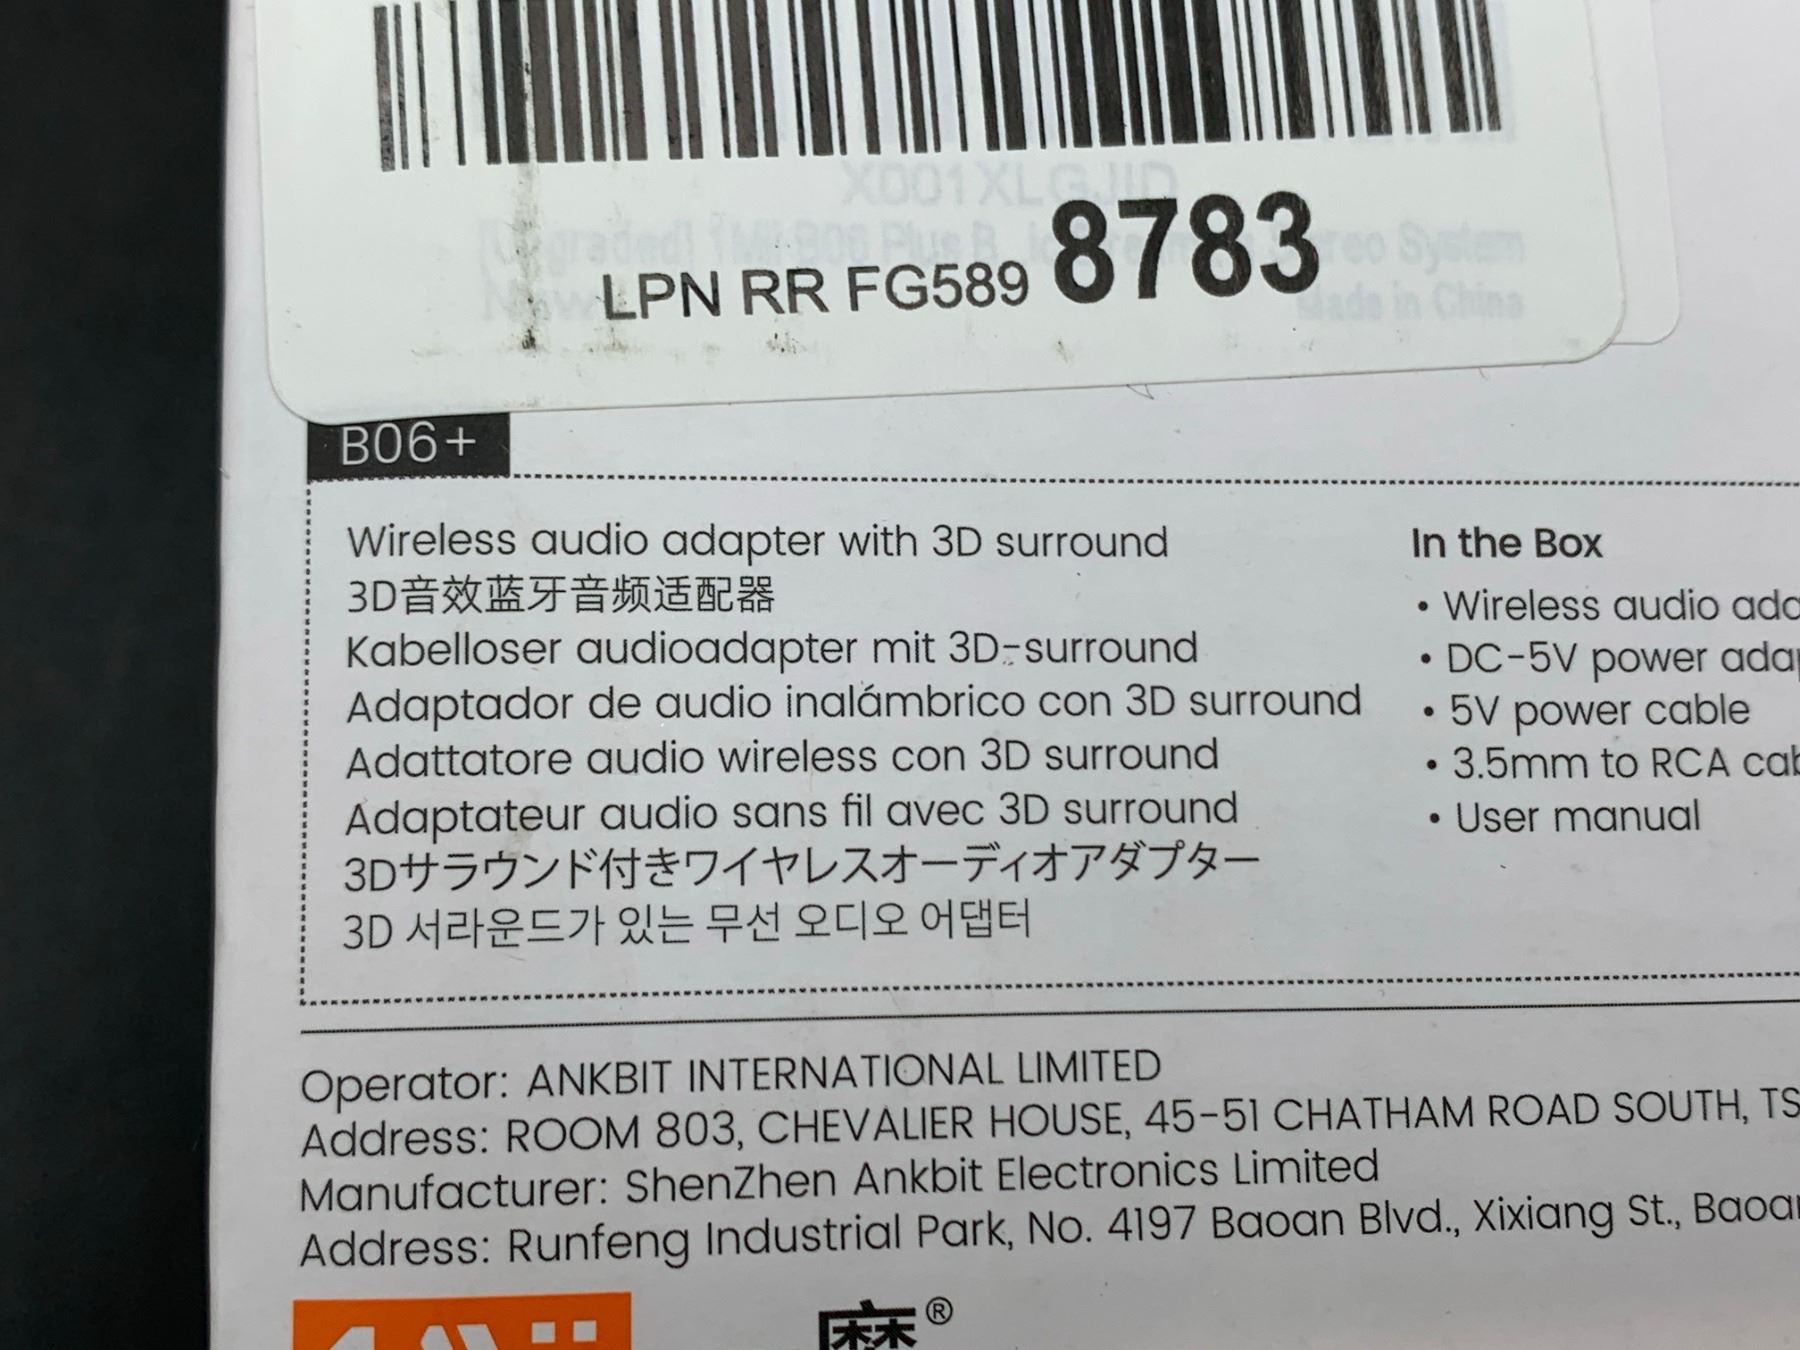 X001XLGJID
[Upgraded] 1Mii B06 Plus B
reo System
New
Made in China
LPN RR FG589 8783
B06+
Wireless audio adapter with 3D surround
3D音效蓝牙音频适配器
Kabelloser audioadapter mit 3D-surround
Adaptador de audio inalámbrico con 3D surround
Adattatore audio wireless con 3D surround
Adaptateur audio sans fil avec 3D surround
3Dサラウンド付きワイヤレスオーディオアダプター
3D 서라운드가 있는 무선 오디오 어댑터
In the Box
• Wireless audio
• DC-5V power
• 5V power cable
• 3.5mm to RCA
• User manual
Operator: ANKBIT INTERNATIONAL LIMITED
Address: ROOM 803, CHEVALIER HOUSE, 45-51 CHATHAM ROAD SOUTH, TS
Manufacturer: ShenZhen Ankbit Electronics Limited
Address: Runfeng Industrial Park, No. 4197 Baoan Blvd., Xixiang St., Baoa